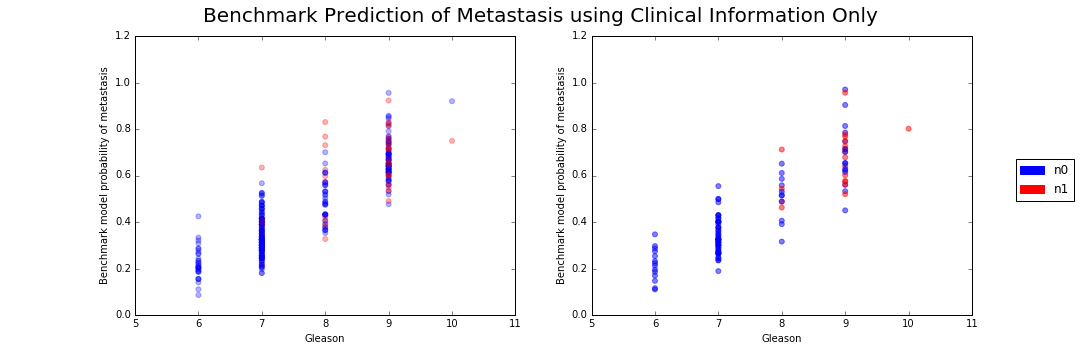 Benchmark Prediction of Metastasis using Clinical Information Only
Benchmark model probability of metastasis
1.2
1.0
0.8
0.6
0.4
0.2
0.0
5 6 7 8 9 10 11
Gleason
Benchmark model probability of metastasis
1.2
1.0
0.8
0.6
0.4
0.2
0.0
5 6 7 8 9 10 11
Gleason
n0
n1